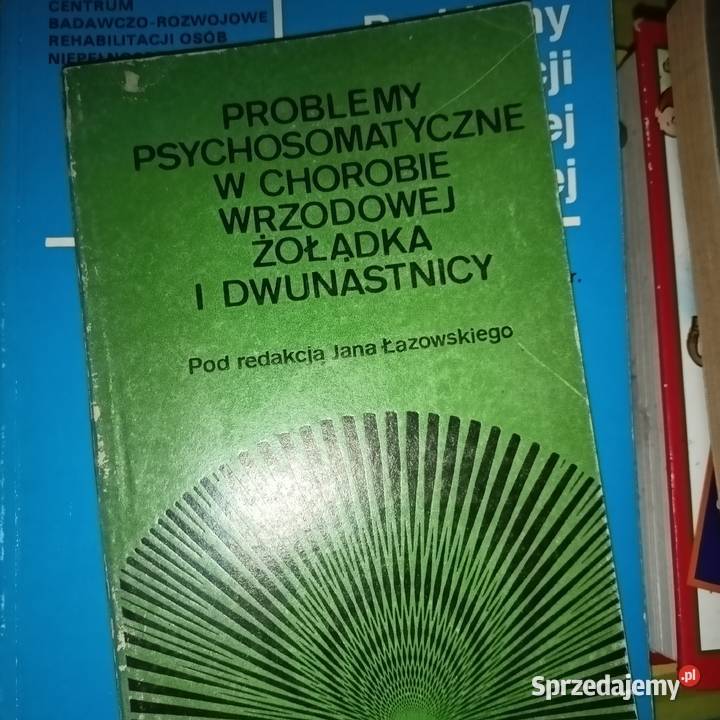 CENTRUM
BADAWCZO-ROZWOJOWE
REHABILITACJI OSÓB
PROBLEMY
PSYCHOSOMATYCZNE
W CHOROBIE
WRZODOWEJ
ŻOŁĄDKA
I DWUNASTNICY
Pod redakcją Jana Łazowskiego
Sprzedajemy.pl